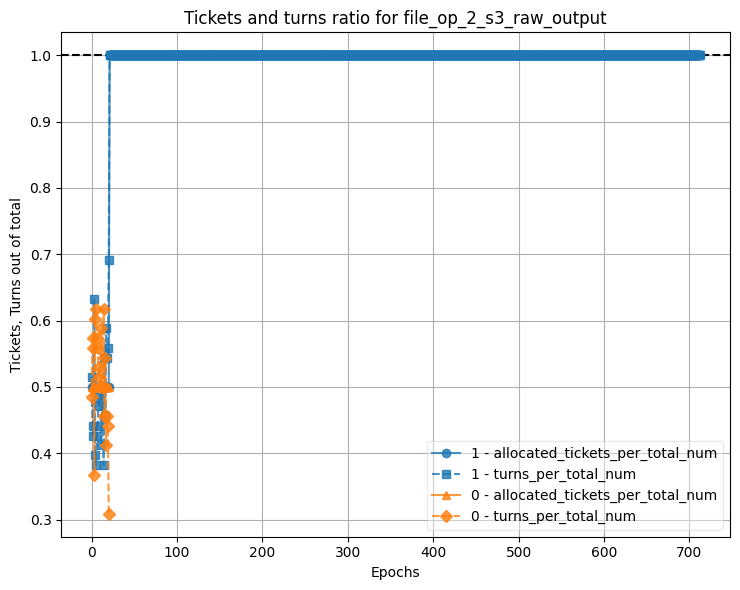 Tickets and turns ratio for file_op_2_s3_raw_output
Tickets, Turns out of total
1.0
0.9
0.8
0.7
0.6
0.5
0.4
0.3
0 100 200 300 400 500 600 700
Epochs
1 - allocated_tickets_per_total_num
1 - turns_per_total_num
0 - allocated_tickets_per_total_num
0 - turns_per_total_num